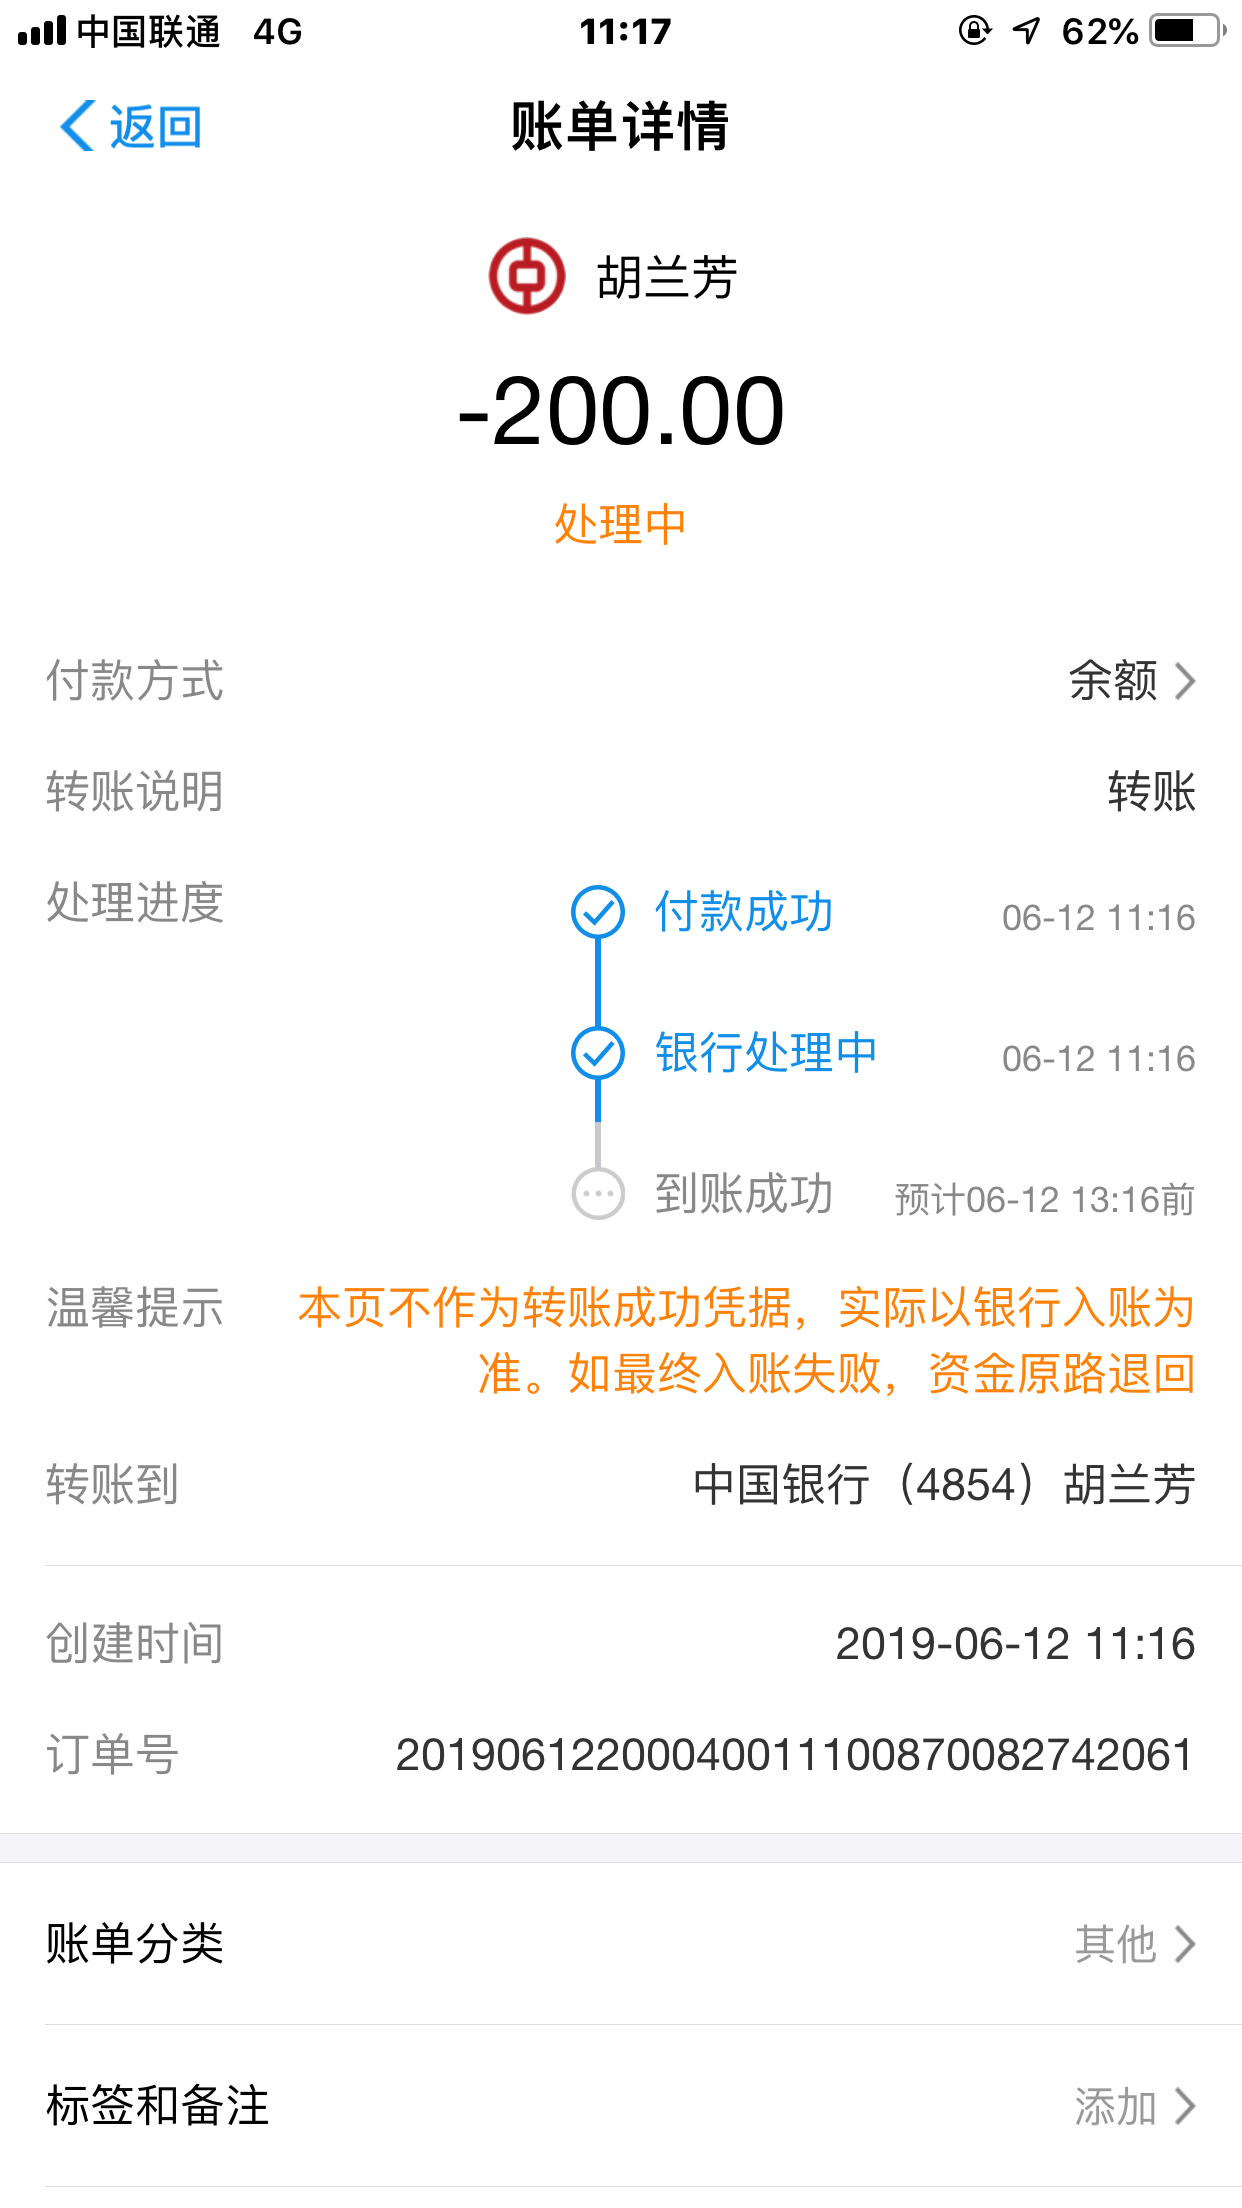 中国联通 4G 11:17 62%
返回 账单详情
胡兰芳
-200.00
处理中
付款方式 余额
转账说明 转账
处理进度 付款成功 06-12 11:16
银行处理中 06-12 11:16
到账成功 预计06-12 13:16前
温馨提示 本页不作为转账成功凭据，实际以银行入账为
准。如最终入账失败，资金原路退回
转账到 中国银行（4854）胡兰芳
创建时间 2019-06-12 11:16
订单号 20190612200040011100870082742061
账单分类 其他
标签和备注 添加